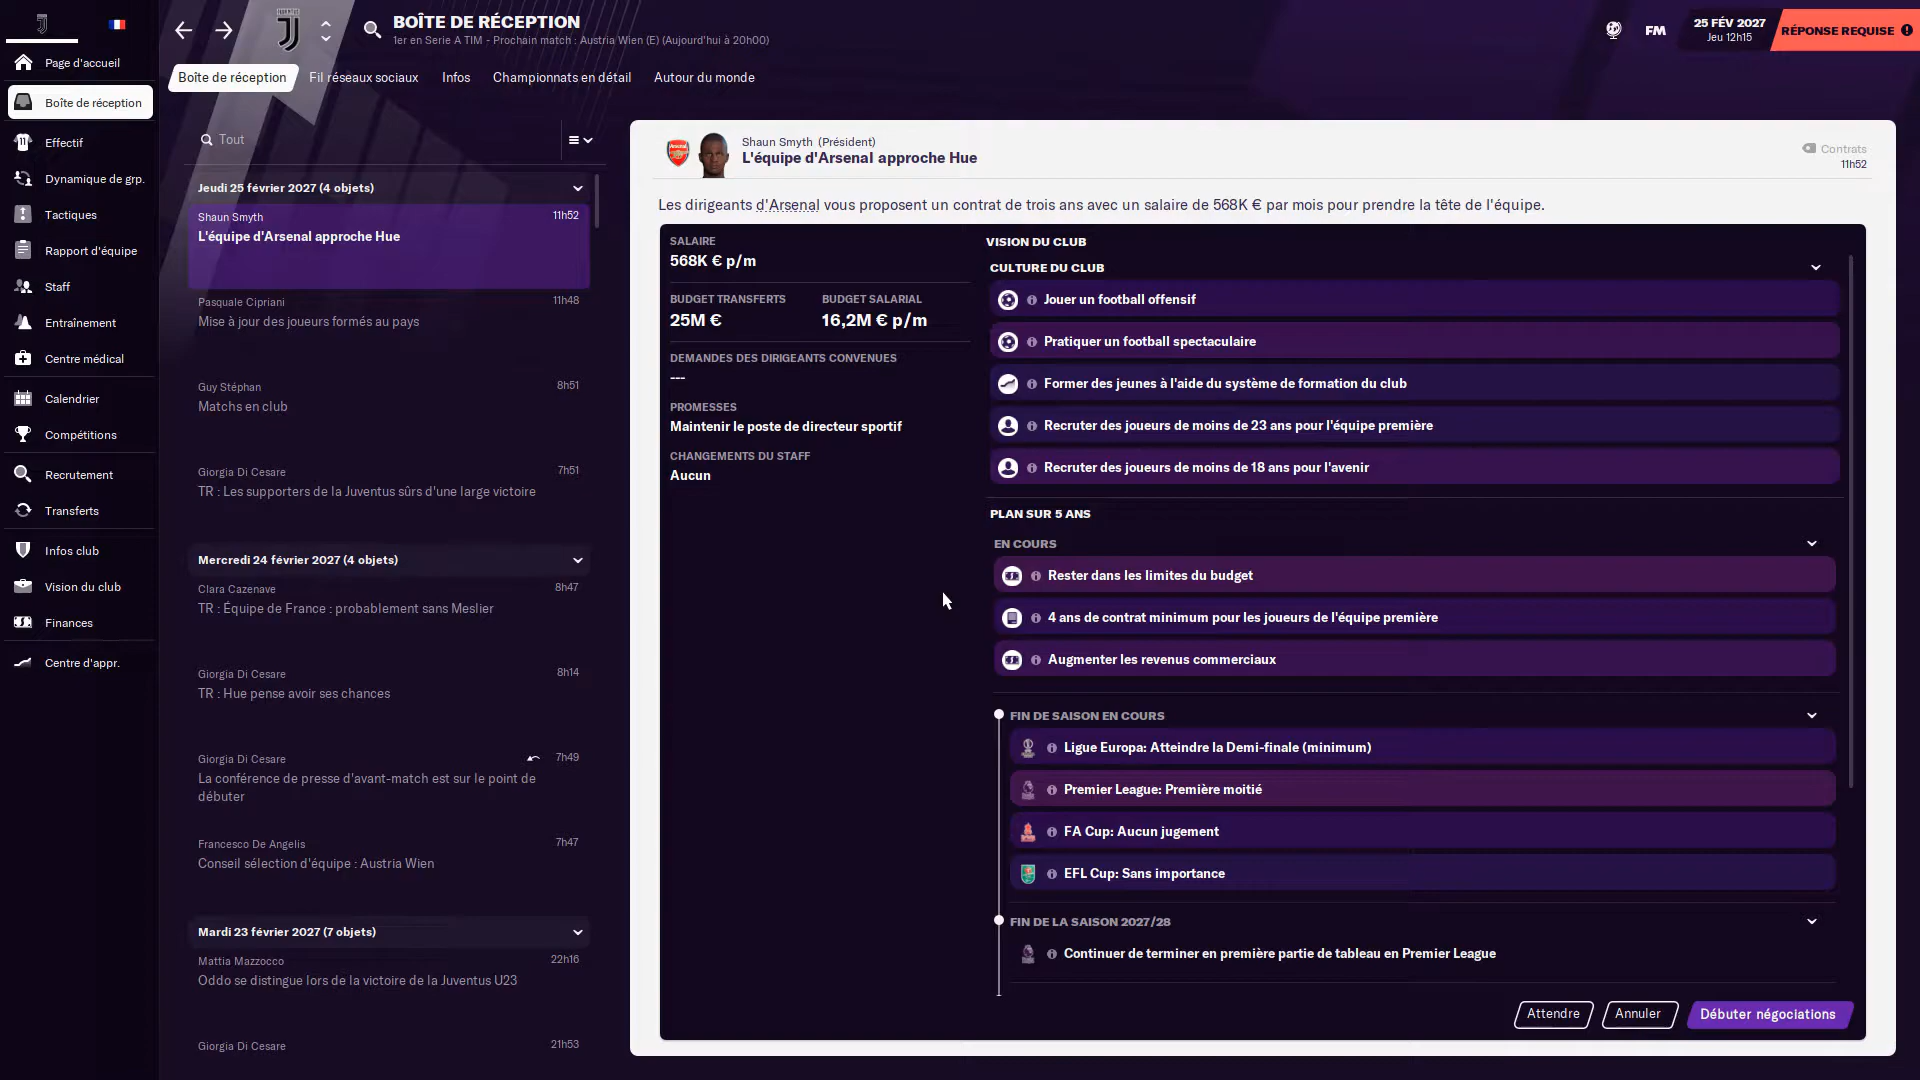 BOÎTE DE RÉCEPTION
1er en Serie A TIM - Prochain match : Austria Wien (E) (Aujourd'hui à 20h00)
FM
25 FÉV 2027
Jeu 12h15
RÉPONSE REQUISE
Page d'accueil
Boîte de réception
Effectif
Dynamique de grp.
Tactiques
Rapport d'équipe
Staff
Entraînement
Centre médical
Calendrier
Compétitions
Recrutement
Transferts
Infos club
Vision du club
Finances
Centre d'appr.
Boîte de réception
Fil réseaux sociaux
Infos
Championnats en détail
Autour du monde
Tout
Jeudi 25 février 2027 (4 objets)
Shaun Smyth 11h52
L'équipe d'Arsenal approche Hue
Pasquale Cipriani 11h48
Mise à jour des joueurs formés au pays
Guy Stéphan 8h51
Matchs en club
Giorgia Di Cesare 7h51
TR : Les supporters de la Juventus sûrs d'une large victoire
Mercredi 24 février 2027 (4 objets)
Clara Cazenave 8h47
TR : Équipe de France : probablement sans Meslier
Giorgia Di Cesare 8h14
TR : Hue pense avoir ses chances
Giorgia Di Cesare 7h49
La conférence de presse d'avant-match est sur le point de
débuter
Francesco De Angelis 7h47
Conseil sélection d'équipe : Austria Wien
Mardi 23 février 2027 (7 objets)
Mattia Mazzocco 22h16
Oddo se distingue lors de la victoire de la Juventus U23
Giorgia Di Cesare 21h53
Shaun Smyth (Président)
L'équipe d'Arsenal approche Hue
Contrats
11h52
Les dirigeants d'Arsenal vous proposent un contrat de trois ans avec un salaire de 568K € par mois pour prendre la tête de l'équipe.
SALAIRE
568K € p/m
BUDGET TRANSFERTS BUDGET SALARIAL
25M € 16,2M € p/m
DEMANDES DES DIRIGEANTS CONVENUES
---
PROMESSES
Maintenir le poste de directeur sportif
CHANGEMENTS DU STAFF
Aucun
VISION DU CLUB
CULTURE DU CLUB
Jouer un football offensif
Pratiquer un football spectaculaire
Former des jeunes à l'aide du système de formation du club
Recruter des joueurs de moins de 23 ans pour l'équipe première
Recruter des joueurs de moins de 18 ans pour l'avenir
PLAN SUR 5 ANS
EN COURS
Rester dans les limites du budget
4 ans de contrat minimum pour les joueurs de l'équipe première
Augmenter les revenus commerciaux
FIN DE SAISON EN COURS
Ligue Europa: Atteindre la Demi-finale (minimum)
Premier League: Première moitié
FA Cup: Aucun jugement
EFL Cup: Sans importance
FIN DE LA SAISON 2027/28
Continuer de terminer en première partie de tableau en Premier League
Attendre
Annuler
Débuter négociations